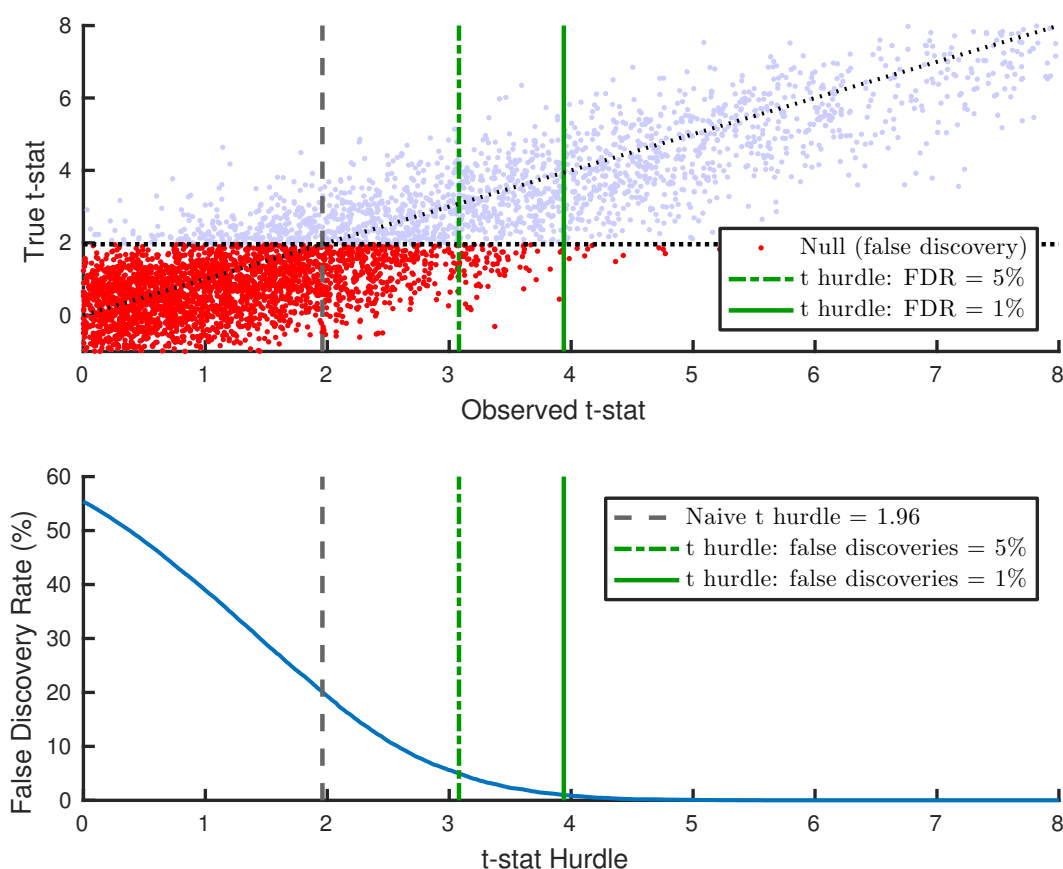 8
6
4
2
0
True t-stat
Null (false discovery)
t hurdle: FDR = 5%
t hurdle: FDR = 1%
0 1 2 3 4 5 6 7 8
Observed t-stat
60
50
40
30
20
10
0
False Discovery Rate (%)
Naive t hurdle = 1.96
t hurdle: false discoveries = 5%
t hurdle: false discoveries = 1%
0 1 2 3 4 5 6 7 8
t-stat Hurdle